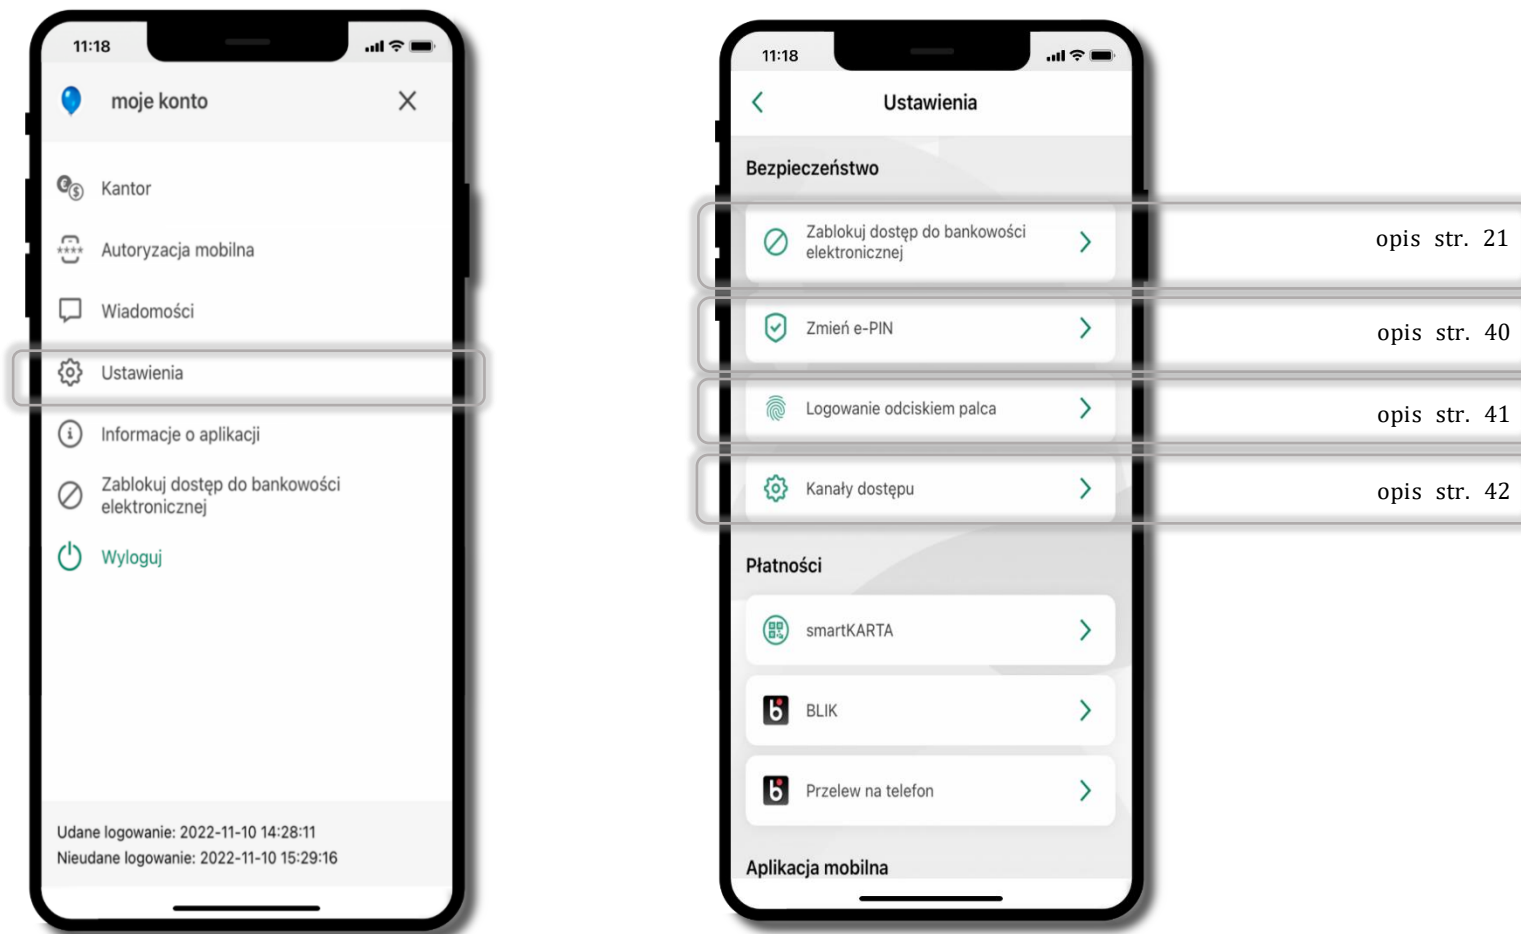 11:18
moje konto
Kantor
Autoryzacja mobilna
Wiadomości
Ustawienia
Informacje o aplikacji
Zablokuj dostęp do bankowości
elektronicznej
Wyloguj
Udane logowanie: 2022-11-10 14:28:11
Nieudane logowanie: 2022-11-10 15:29:16
11:18
Ustawienia
Bezpieczeństwo
Zablokuj dostęp do bankowości
elektronicznej
opis str. 21
Zmień e-PIN
opis str. 40
Logowanie odciskiem palca
opis str. 41
Kanały dostępu
opis str. 42
Płatności
smartKARTA
BLIK
Przelew na telefon
Aplikacja mobilna